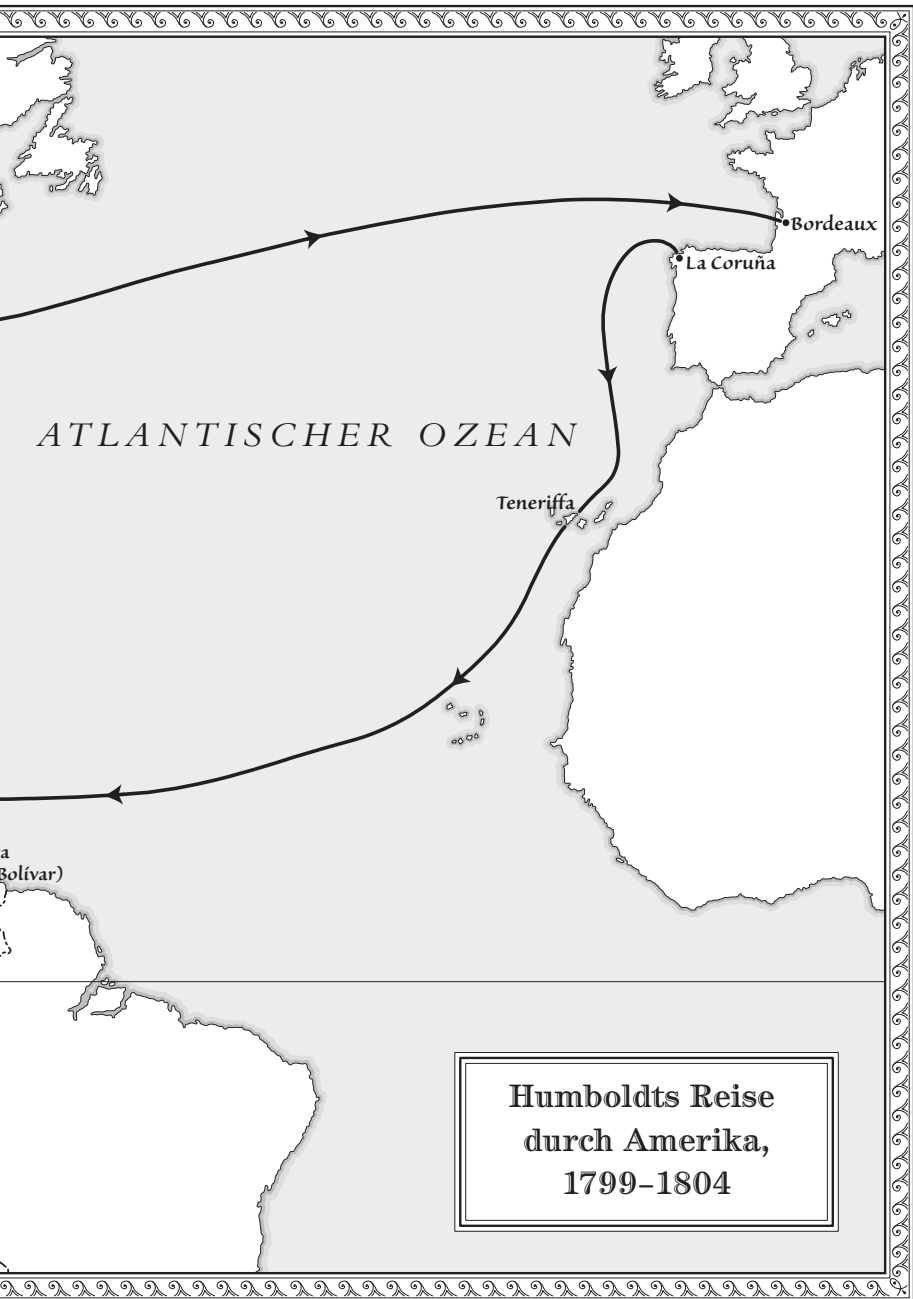 Bordeaux
La Coruña
ATLANTISCHER OZEAN
Teneriffa
a
Bolívar)
Humboldts Reise
durch Amerika,
1799–1804